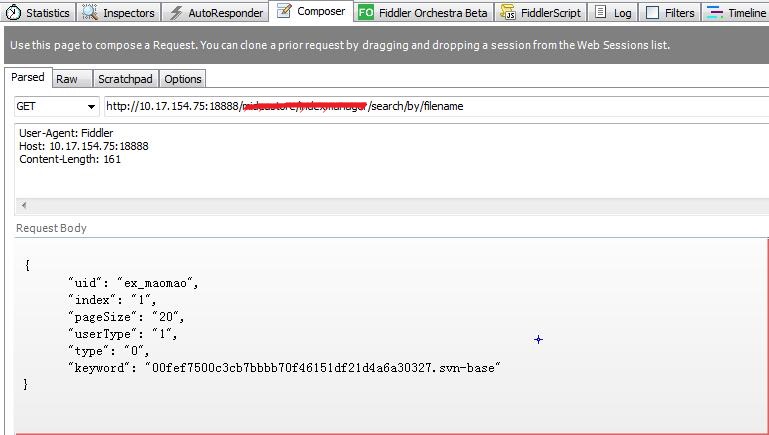 Statistics Inspectors AutoResponder Composer FO Fiddler Orchestra Beta JS FiddlerScript Log Filters Timeline
Use this page to compose a Request. You can clone a prior request by dragging and dropping a session from the Web Sessions list.
Parsed Raw Scratchpad Options
GET http://10.17.154.75:18888/ /search/by/filename
User-Agent: Fiddler
Host: 10.17.154.75:18888
Content-Length: 161
Request Body
{
"uid": "ex_maomao",
"index": "1",
"pageSize": "20",
"userType": "1",
"type": "0",
"keyword": "00fef7500c3cb7bbbb70f46151df21d4a6a30327.svn-base"
}